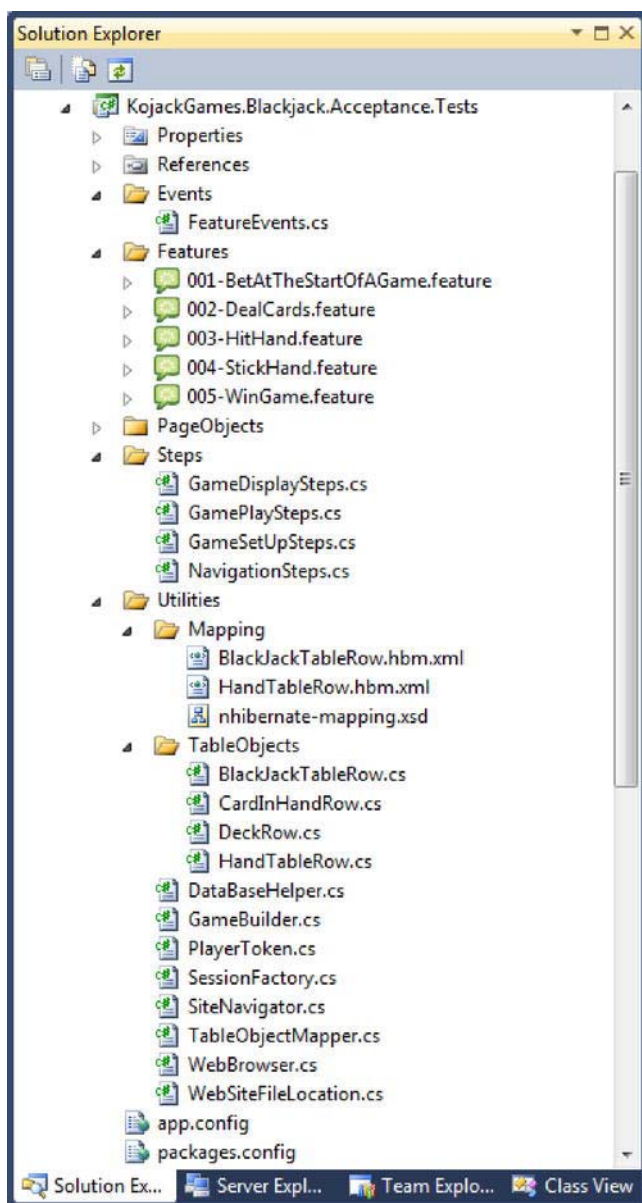 Solution Explorer
KojackGames.Blackjack.Acceptance.Tests
Properties
References
Events
FeatureEvents.cs
Features
001-BetAtTheStartOfAGame.feature
002-DealCards.feature
003-HitHand.feature
004-StickHand.feature
005-WinGame.feature
PageObjects
Steps
GameDisplaySteps.cs
GamePlaySteps.cs
GameSetUpSteps.cs
NavigationSteps.cs
Utilities
Mapping
BlackJackTableRow.hbm.xml
HandTableRow.hbm.xml
nhibernate-mapping.xsd
TableObjects
BlackJackTableRow.cs
CardInHandRow.cs
DeckRow.cs
HandTableRow.cs
DataBaseHelper.cs
GameBuilder.cs
PlayerToken.cs
SessionFactory.cs
SiteNavigator.cs
TableObjectMapper.cs
WebBrowser.cs
WebSiteFileLocation.cs
app.config
packages.config
Solution Ex... Server Expl... Team Explo... Class View